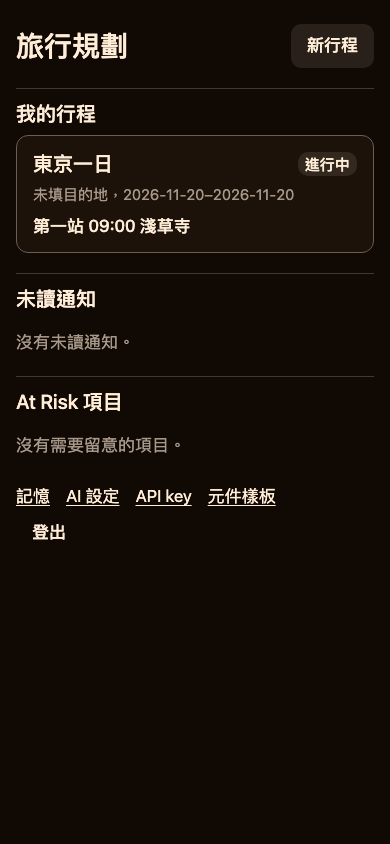 旅行規劃
新行程
我的行程
東京一日
進行中
未填目的地，2026-11-20–2026-11-20
第一站 09:00 淺草寺
未讀通知
沒有未讀通知。
At Risk 項目
沒有需要留意的項目。
記憶 AI 設定 API key 元件樣板
登出